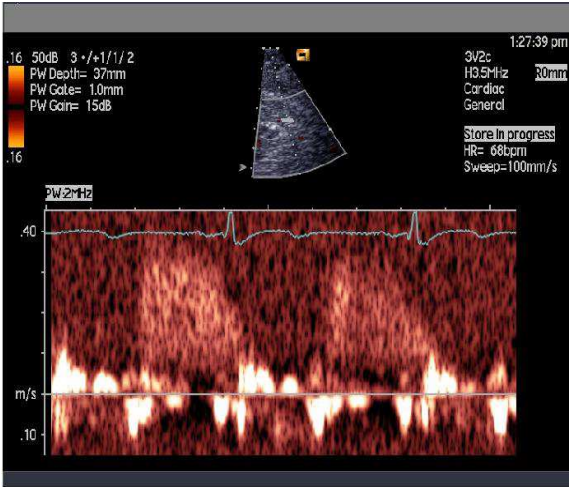 1:27:39 pm
.16 50dB 3 •/+1/1/2
PW Depth= 37mm
PW Gate= 1.0mm
PW Gain= 15dB
.16
3V2c
H3.5MHz R0mm
Cardiac
General
Store in progress
HR= 68bpm
Sweep=100mm/s
PW:2MHz
.40
m/s
.10